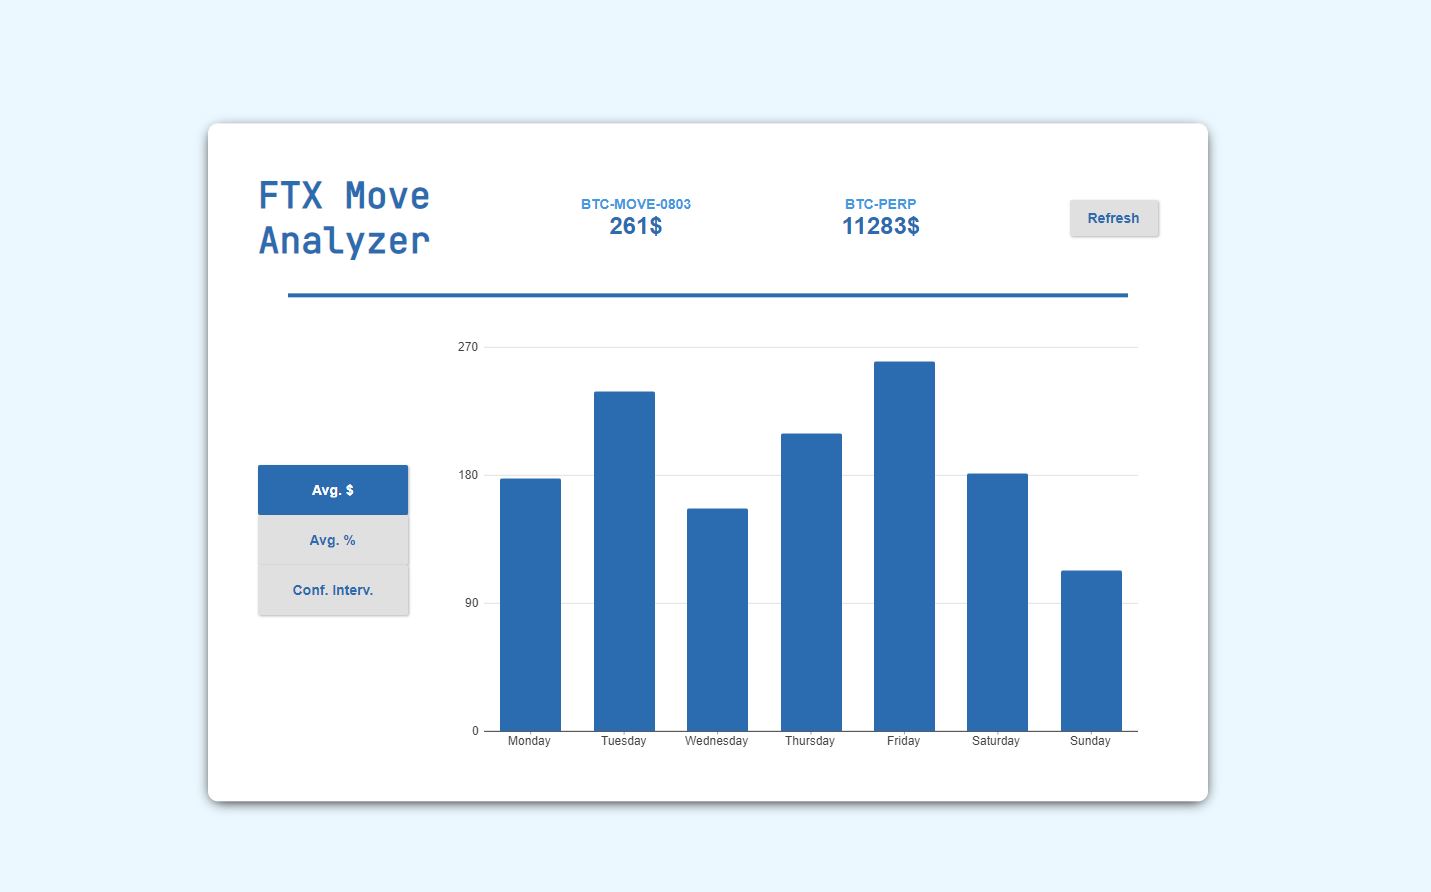 FTX Move
Analyzer
BTC-MOVE-0803
261$
BTC-PERP
11283$
Refresh
Avg. $
Avg. %
Conf. Interv.
270
180
90
0
Monday Tuesday Wednesday Thursday Friday Saturday Sunday